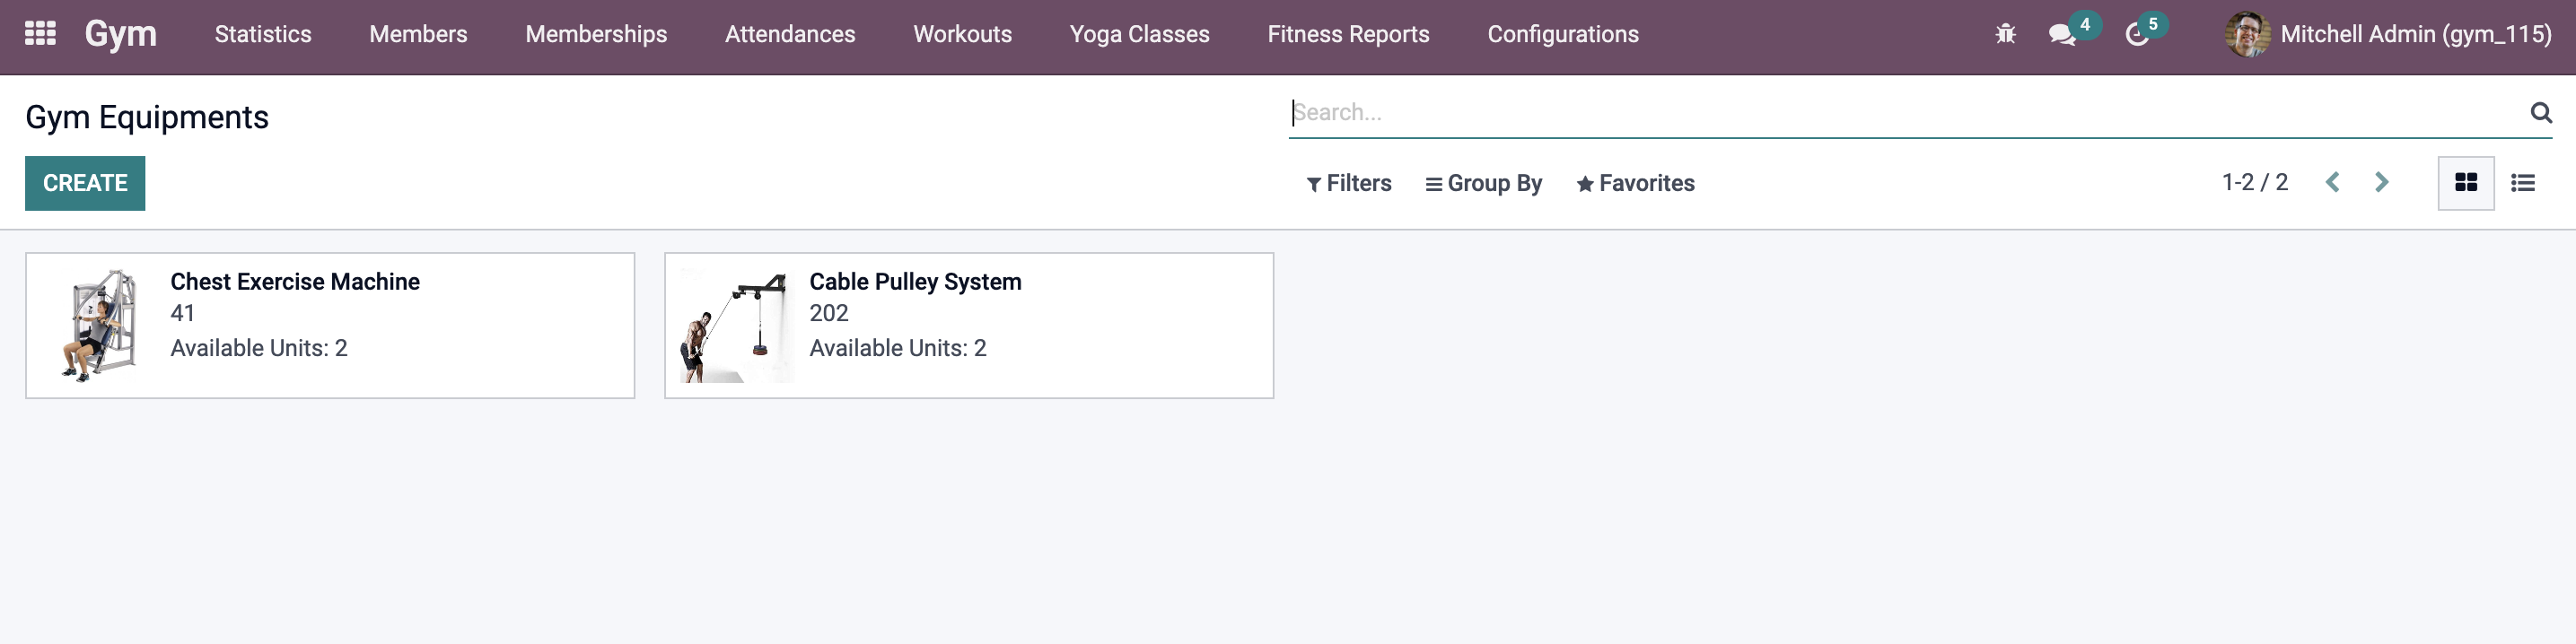 Gym Statistics Members Memberships Attendances Workouts Yoga Classes Fitness Reports Configurations 4 5 Mitchell Admin (gym_115)
Gym Equipments
Search...
CREATE
Filters Group By Favorites 1-2 / 2
Chest Exercise Machine
41
Available Units: 2
Cable Pulley System
202
Available Units: 2